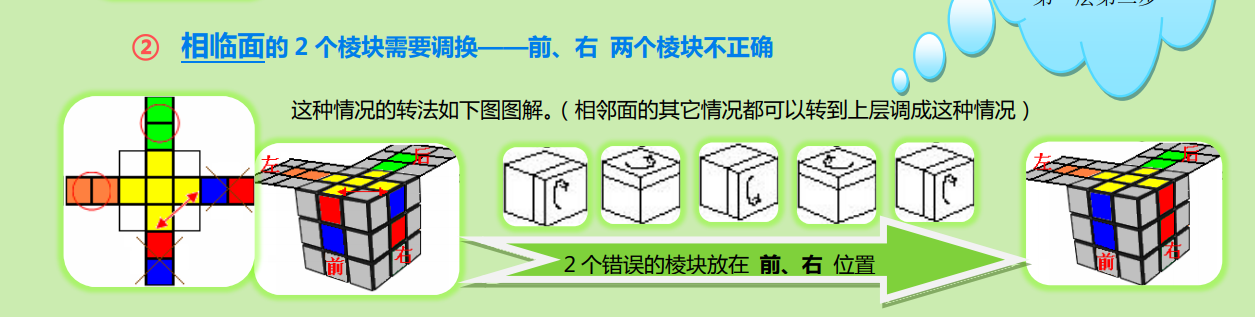 ②  相临面的 2 个棱块需要调换——前、右 两个棱块不正确
这种情况的转法如下图图解。（ 相邻面的其它情况都可以转到上层调成这种情况 ）
左
后
前
右
2 个错误的棱块放在 前、右 位置
左
后
前
右